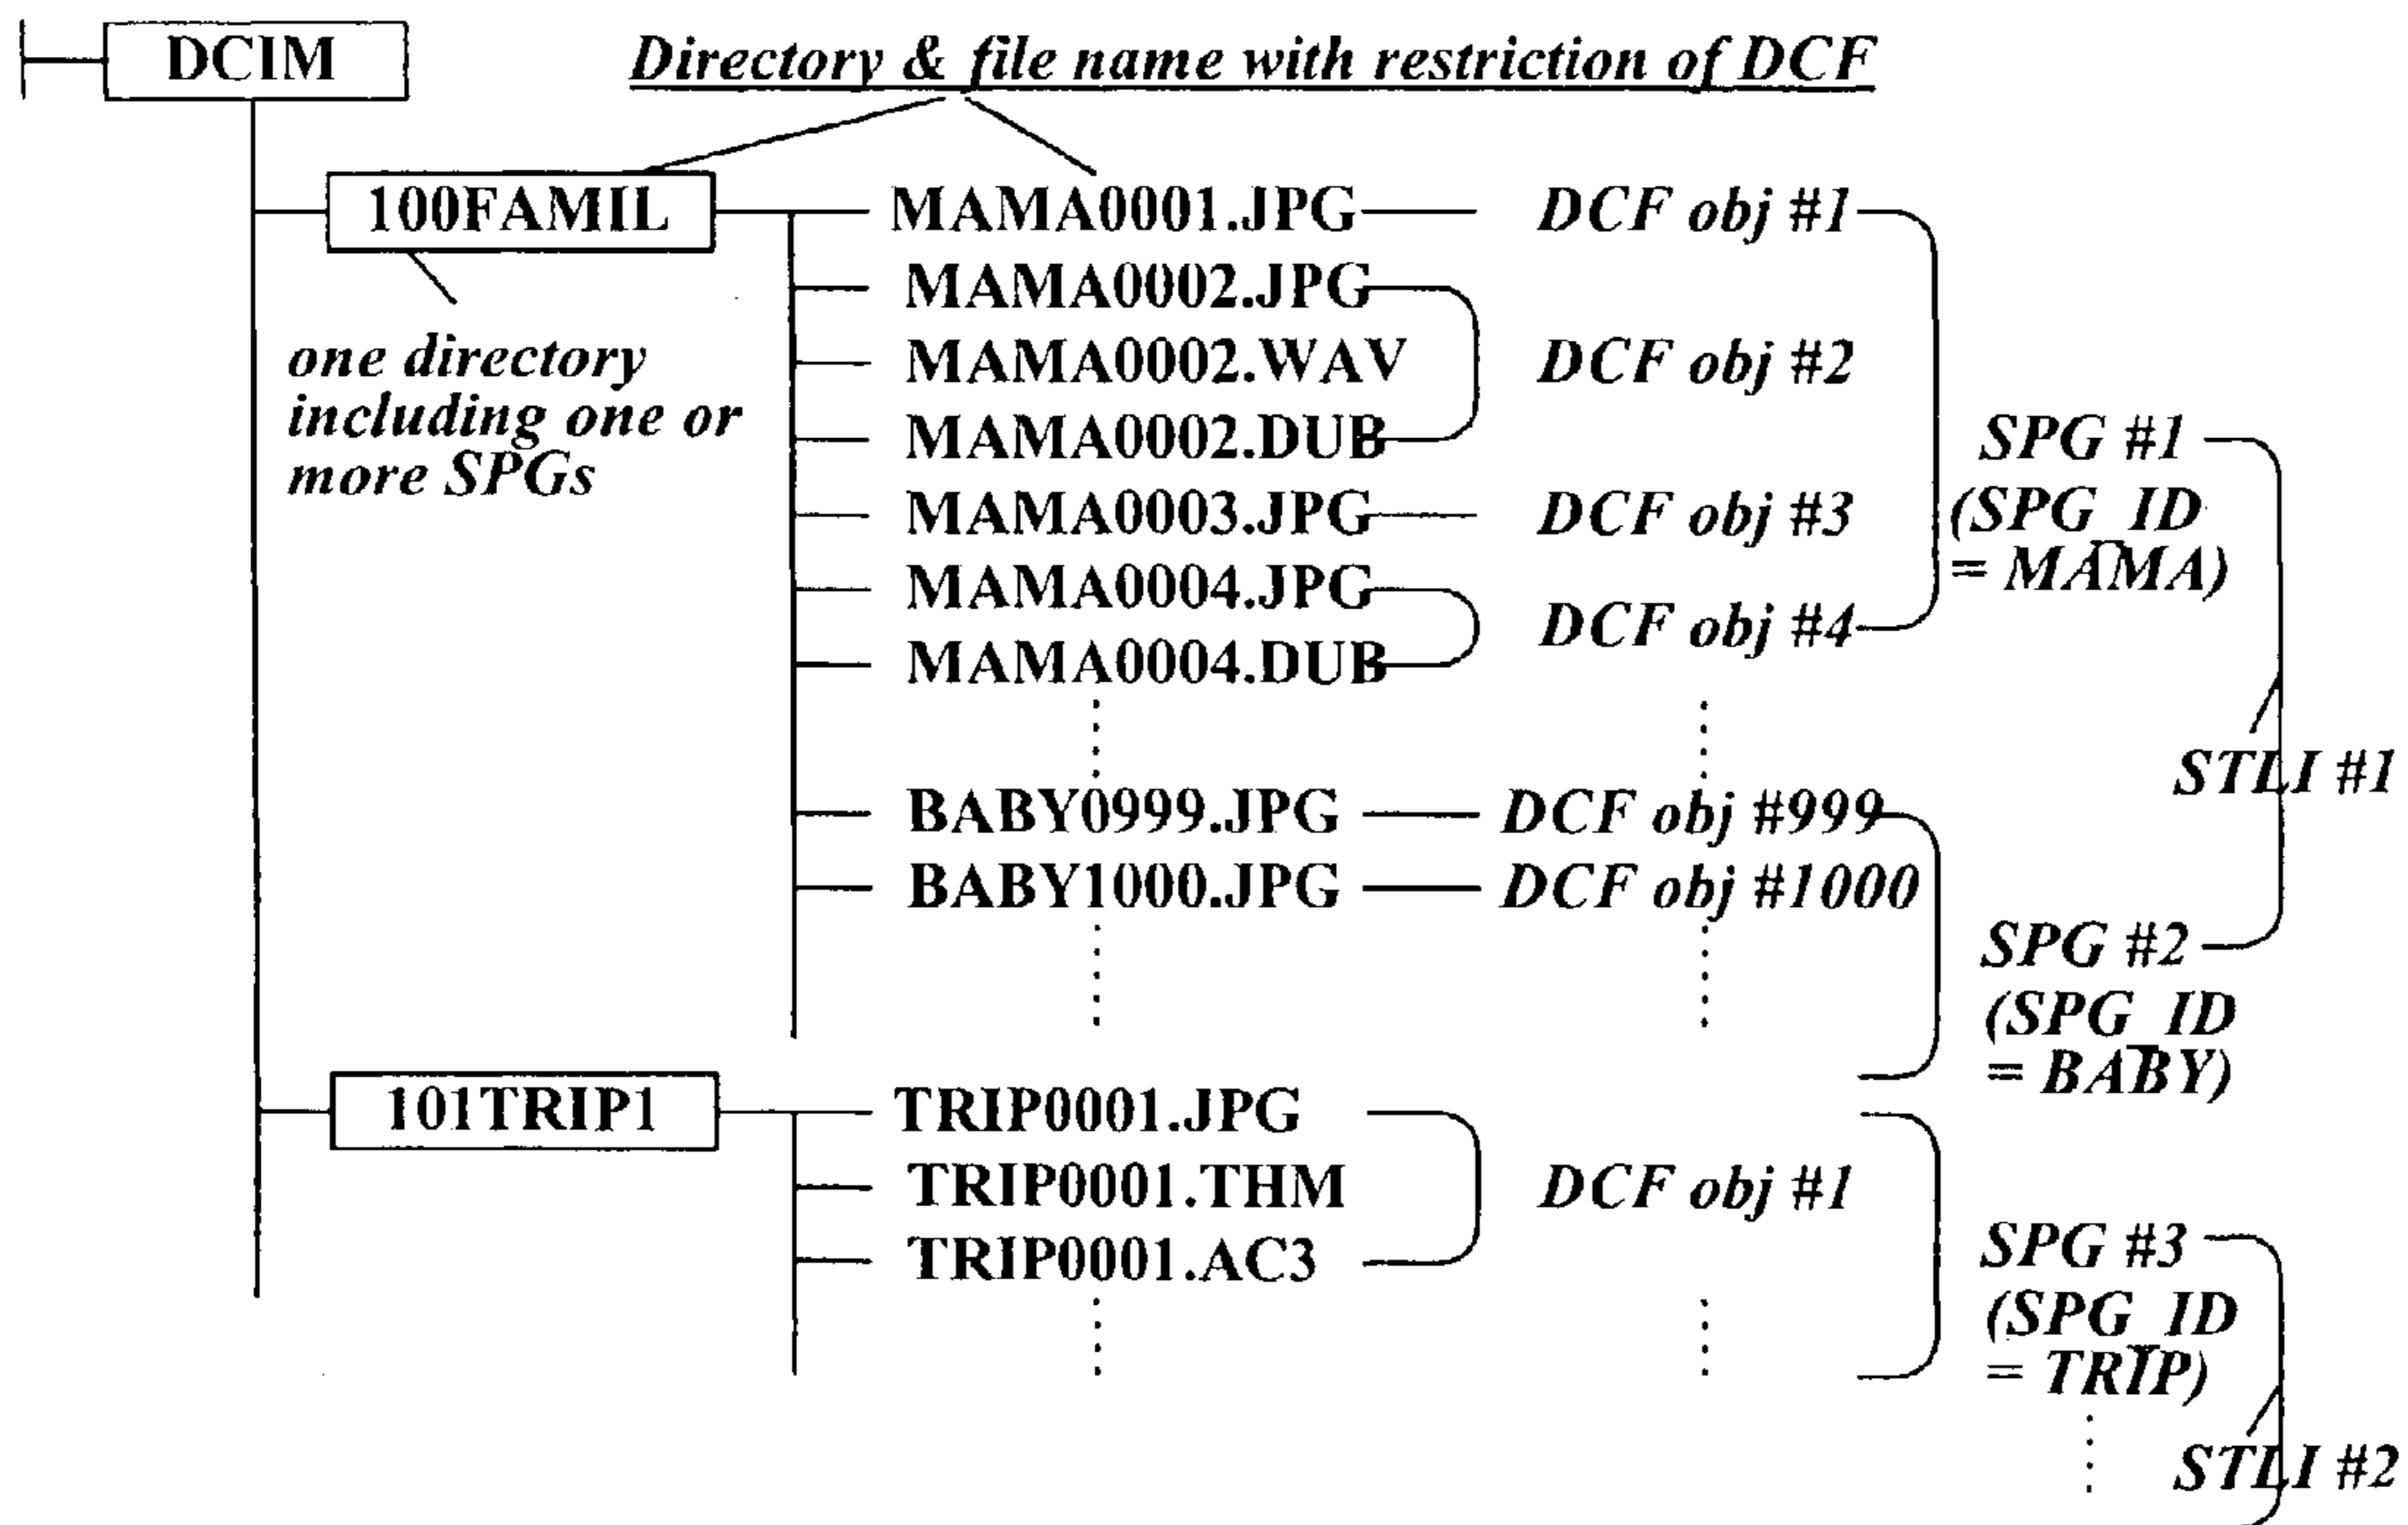 DCIM
Directory & file name with restriction of DCF
100FAMIL
one directory
including one or
more SPGs
MAMA0001.JPG
DCF obj #1
MAMA0002.JPG
MAMA0002.WAV
DCF obj #2
MAMA0002.DUB
MAMA0003.JPG
DCF obj #3
MAMA0004.JPG
DCF obj #4
MAMA0004.DUB
SPG #1
(SPG_ID
= MAMA)
STLI #1
BABY0999.JPG
DCF obj #999
BABY1000.JPG
DCF obj #1000
SPG #2
(SPG_ID
= BABY)
101TRIP1
TRIP0001.JPG
TRIP0001.THM
DCF obj #1
TRIP0001.AC3
SPG #3
(SPG_ID
= TRIP)
STLI #2